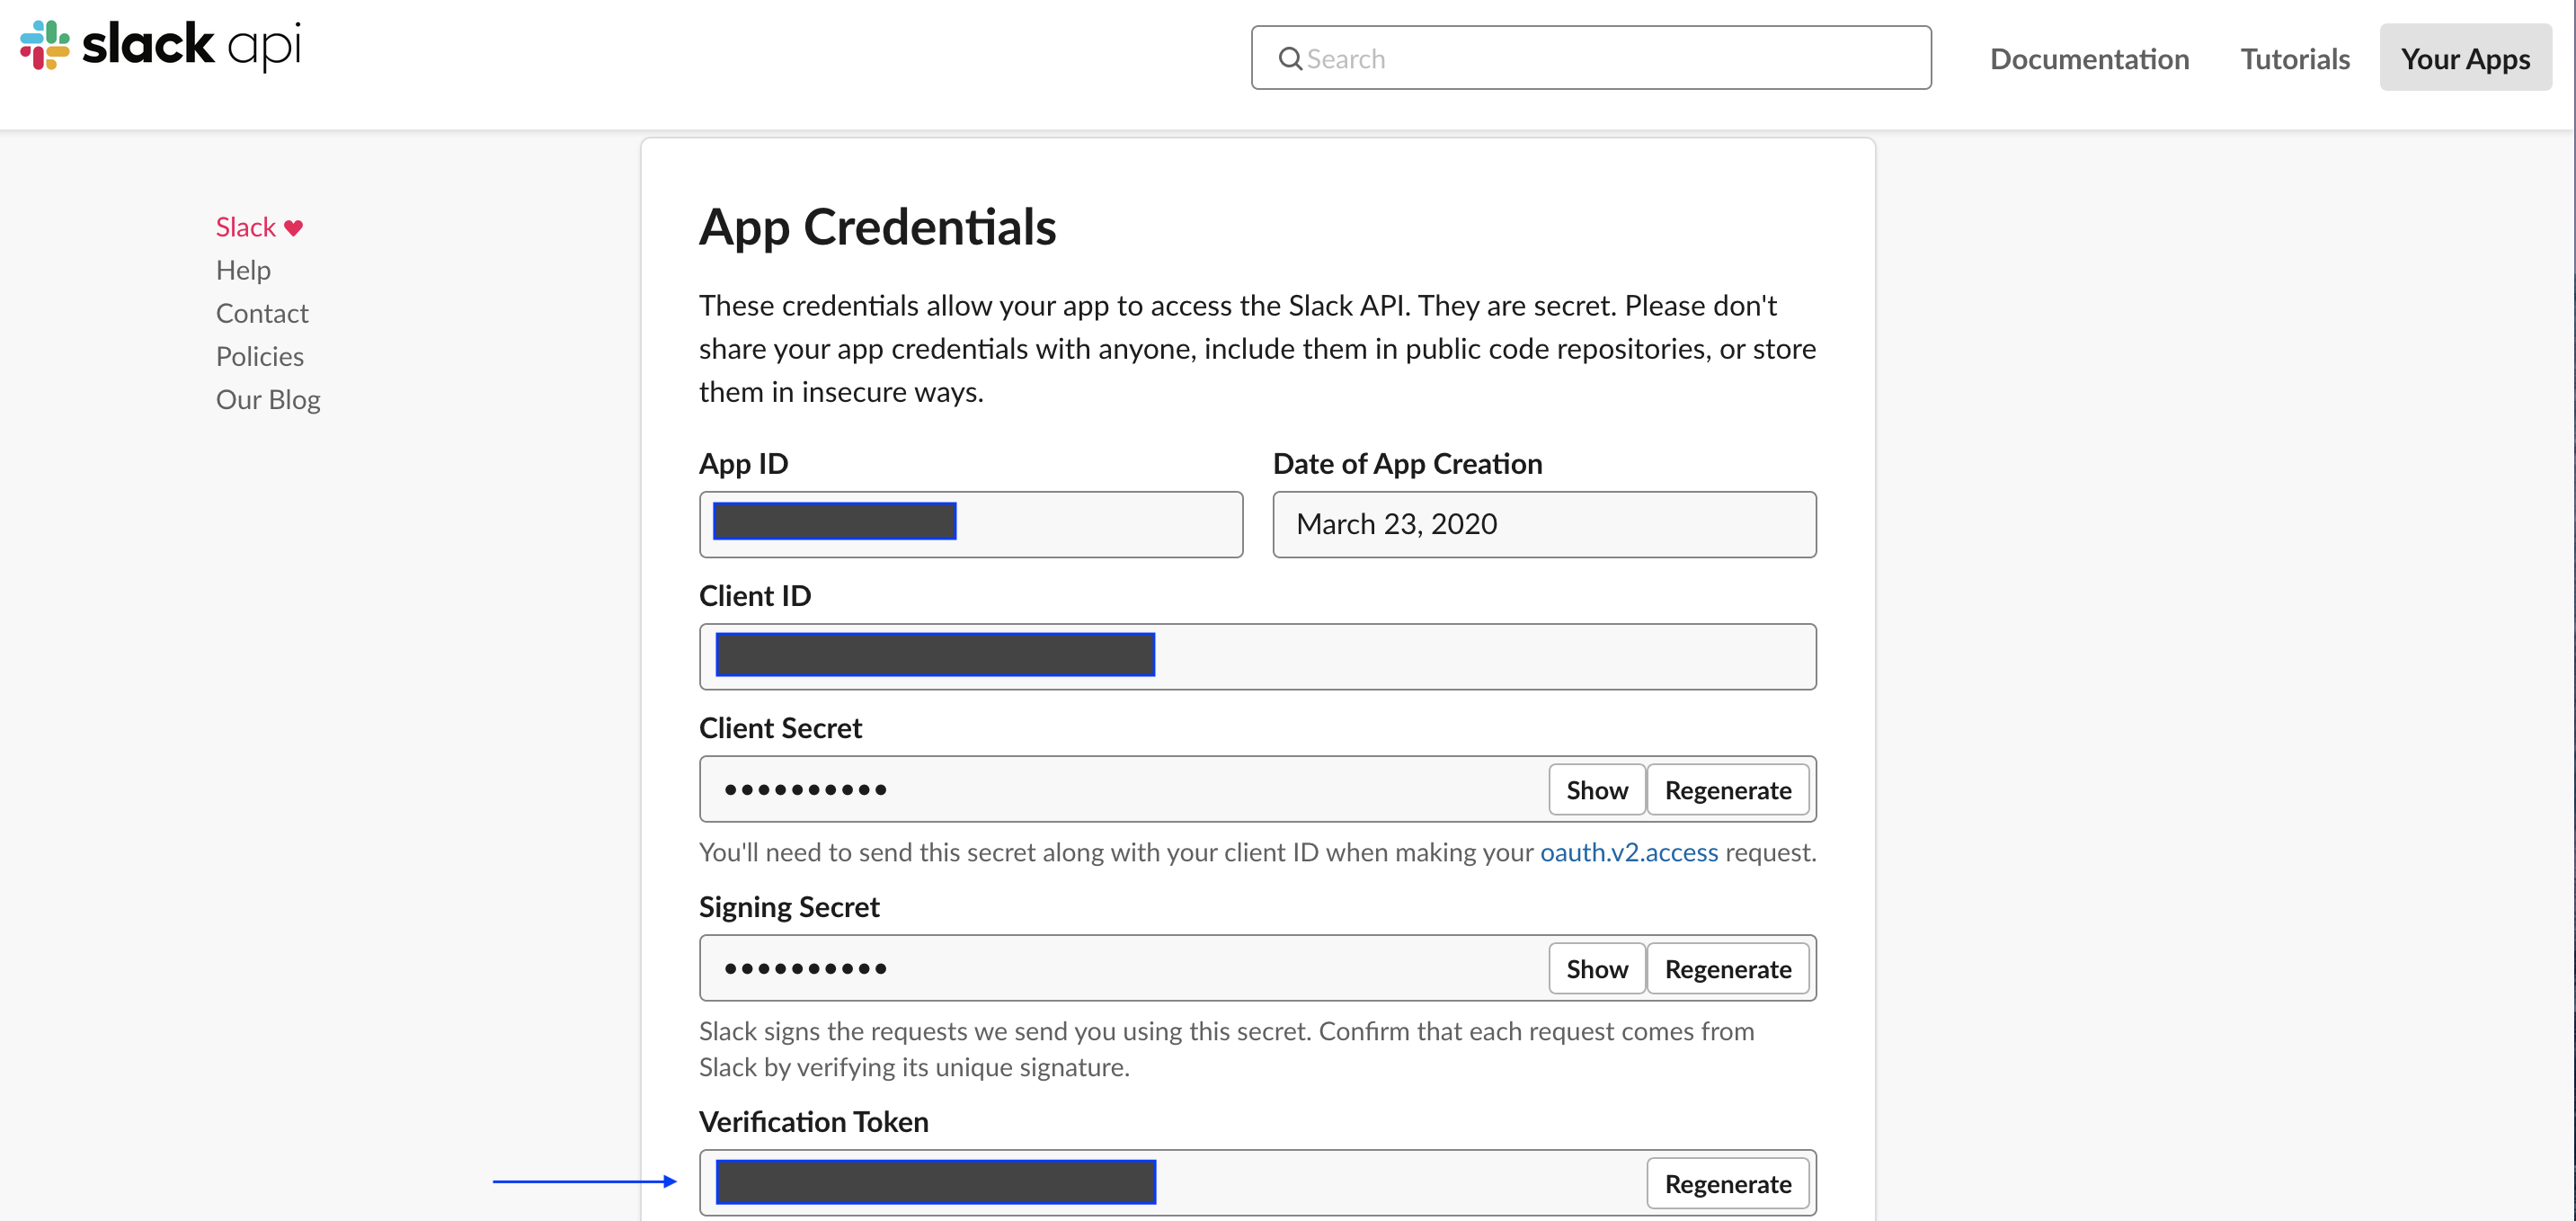 slack api
Search
Documentation
Tutorials
Your Apps
Slack ♥
Help
Contact
Policies
Our Blog
App Credentials
These credentials allow your app to access the Slack API. They are secret. Please don't
share your app credentials with anyone, include them in public code repositories, or store
them in insecure ways.
App ID
Date of App Creation
March 23, 2020
Client ID
Client Secret
••••••••••
Show
Regenerate
You'll need to send this secret along with your client ID when making your oauth.v2.access request.
Signing Secret
••••••••••
Show
Regenerate
Slack signs the requests we send you using this secret. Confirm that each request comes from
Slack by verifying its unique signature.
Verification Token
Regenerate